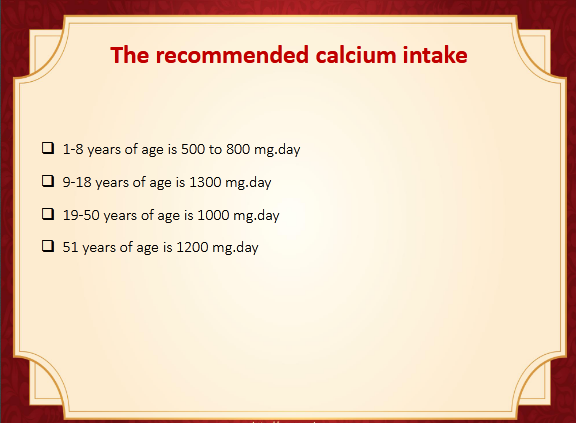 The recommended calcium intake
1-8 years of age is 500 to 800 mg.day
9-18 years of age is 1300 mg.day
19-50 years of age is 1000 mg.day
51 years of age is 1200 mg.day